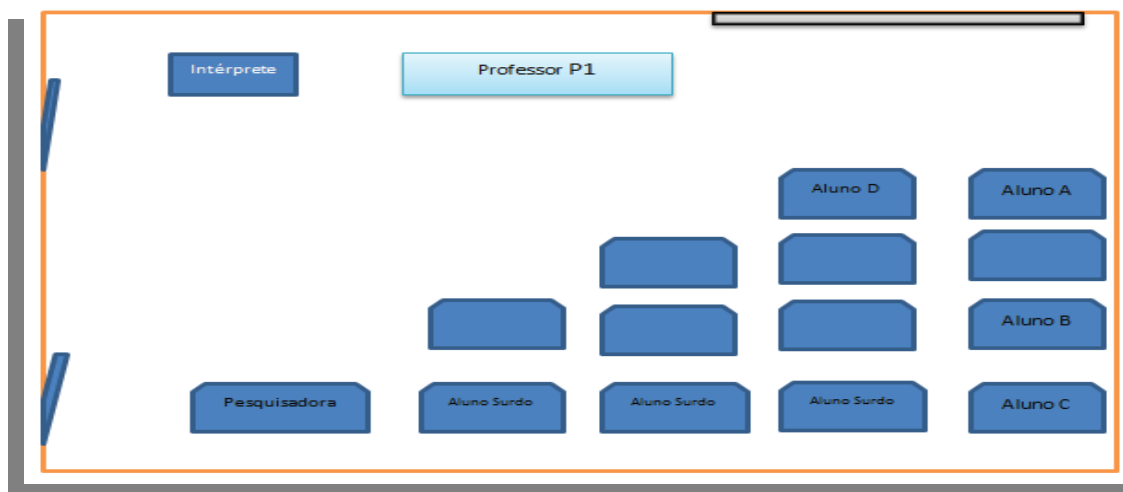 Intérprete
Professor P1
Aluno D
Aluno A
Aluno B
Pesquisadora
Aluno Surdo
Aluno Surdo
Aluno Surdo
Aluno C